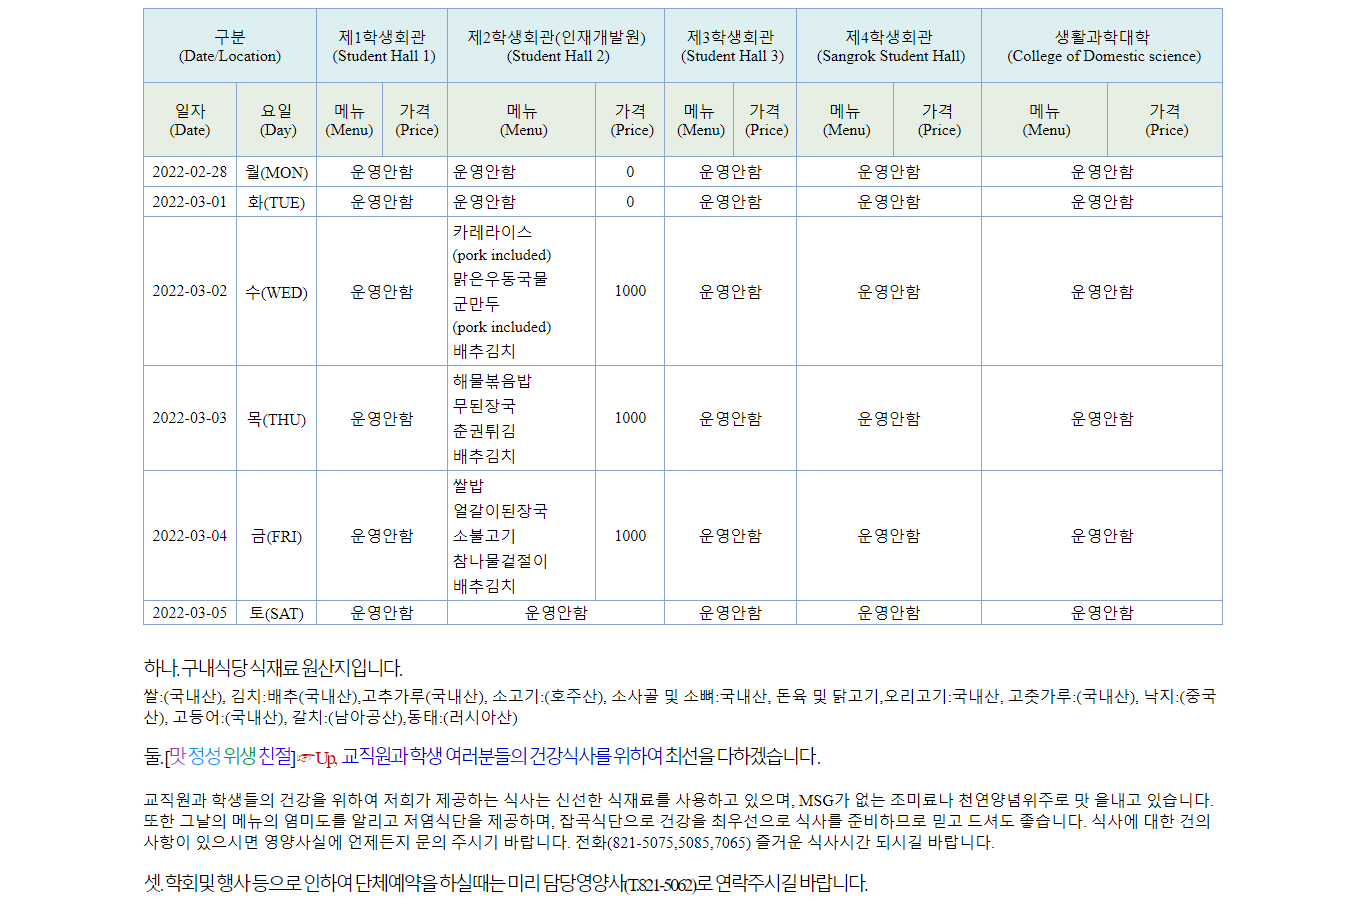 구분 제1학생회관 제2학생회관(인재개발원) 제3학생회관 제4학생회관 생활과학대학
(Date/Location) (Student Hall 1) (Student Hall 2) (Student Hall 3) (Sangrok Student Hall) (College of Domestic science)
일자 요일 메뉴 가격 메뉴 가격 메뉴 가격 메뉴 가격 메뉴 가격
(Date) (Day) (Menu) (Price) (Menu) (Price) (Menu) (Price) (Menu) (Price) (Menu) (Price)
2022-02-28 월(MON) 운영안함 운영안함 0 운영안함 운영안함 운영안함
2022-03-01 화(TUE) 운영안함 운영안함 0 운영안함 운영안함 운영안함
카레라이스
(pork included)
맑은우동국물
2022-03-02 수(WED) 운영안함 1000 운영안함 운영안함 운영안함
군만두
(pork included)
배추김치
해물볶음밥
무된장국
2022-03-03 목(THU) 운영안함 1000 운영안함 운영안함 운영안함
춘권튀김
배추김치
쌀밥
얼갈이된장국
2022-03-04 금(FRI) 운영안함 소불고기 1000 운영안함 운영안함 운영안함
참나물겉절이
배추김치
2022-03-05 토(SAT) 운영안함 운영안함 운영안함 운영안함 운영안함
하나. 구내식당 식재료 원산지입니다.
쌀:(국내산), 김치:배추(국내산),고추가루(국내산), 소고기:(호주산), 소사골 및 소뼈:국내산, 돈육 및 닭고기,오리고기:국내산, 고춧가루:(국내산), 낙지:(중국
산), 고등어:(국내산), 갈치:(남아공산),동태:(러시아산)
둘. [맛 정성 위생 친절]☞Up, 교직원과 학생 여러분들의 건강식사를 위하여 최선을 다하겠습니다.
교직원과 학생들의 건강을 위하여 저희가 제공하는 식사는 신선한 식재료를 사용하고 있으며, MSG가 없는 조미료나 천연양념위주로 맛 을내고 있습니다.
또한 그날의 메뉴의 염미도를 알리고 저염식단을 제공하며, 잡곡식단으로 건강을 최우선으로 식사를 준비하므로 믿고 드셔도 좋습니다. 식사에 대한 건의
사항이 있으시면 영양사실에 언제든지 문의 주시기 바랍니다. 전화(821-5075,5085,7065) 즐거운 식사시간 되시길 바랍니다.
셋. 학회및 행사 등으로 인하여 단체예약을 하실때는 미리 담당영양사(T.821-5062)로 연락주시길 바랍니다.